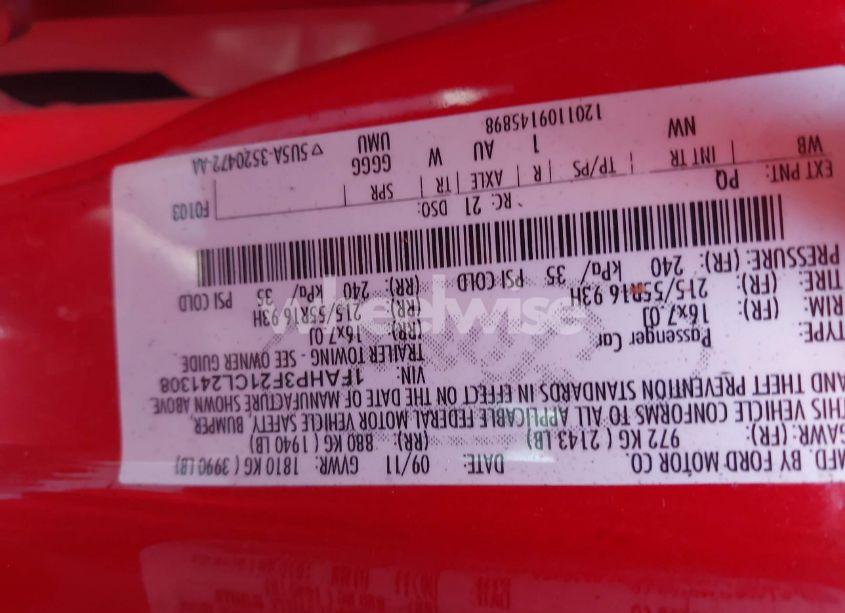 MFD. BY FORD MOTOR CO.
DATE: 09/11 GVWR: 1810 KG ( 3990 LB)
GAWR: (FR): 972 KG ( 2143 LB) (RR): 880 KG ( 1940 LB)
THIS VEHICLE CONFORMS TO ALL APPLICABLE FEDERAL MOTOR VEHICLE SAFETY, BUMPER,
AND THEFT PREVENTION STANDARDS IN EFFECT ON THE DATE OF MANUFACTURE SHOWN ABOVE.
VIN: 1FAHP3F21CL241308
TYPE: Passenger Car TRAILER TOWING - SEE OWNER GUIDE.
RIM: (FR): 16x7.0J (RR): 16x7.0J
TIRE: (FR): 215/55R16 93H (RR): 215/55R16 93H
PRESSURE: (FR): 240 kPa/ 35 PSI COLD (RR): 240 kPa/ 35 PSI COLD
EXT PNT: PQ RC: 21 DSO: F0103
WB INT TR TP/PS R AXLE TR SPR
NW 1 AU W GGGG
UMU
1201109145898 ▽5U5A-3520472-AA
wheelwise